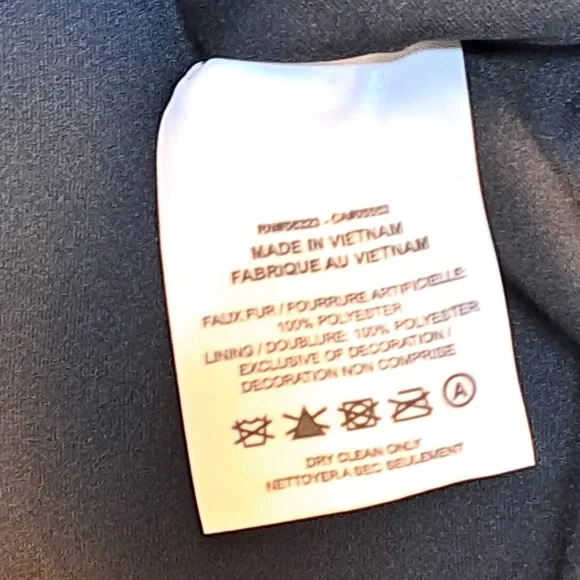 MADE IN VIETNAM
FABRIQUE AU VIETNAM
FAUX FUR / FOURRURE ARTIFICIELLE:
100% POLYESTER
LINING / DOUBLURE: 100% POLYESTER
EXCLUSIVE OF DECORATION /
DECORATION NON COMPRISE
A
DRY CLEAN ONLY
NETTOYER A SEC SEULEMENT